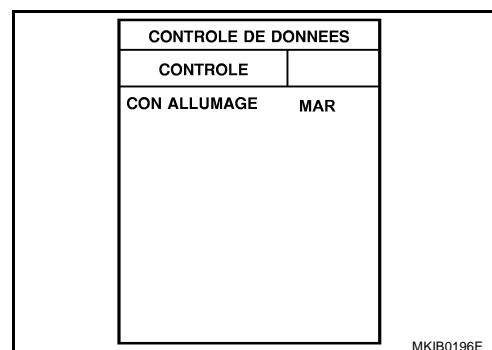 CONTROLE DE DONNEES
CONTROLE
CON ALLUMAGE MAR
MKIB0196E